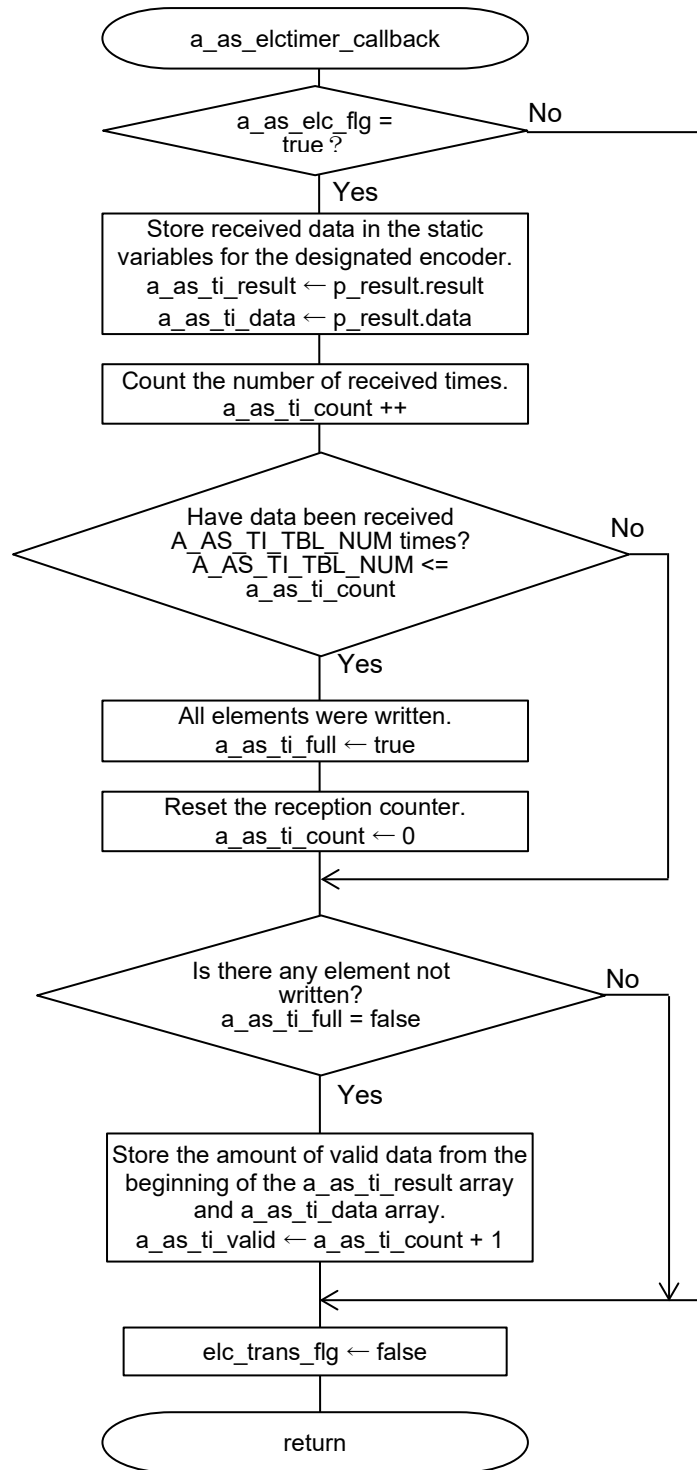 a_as_elctimer_callback
a_as_elc_flg =
true？
No
Yes
Store received data in the static
variables for the designated encoder.
a_as_ti_result ← p_result.result
a_as_ti_data ← p_result.data
Count the number of received times.
a_as_ti_count ++
Have data been received
A_AS_TI_TBL_NUM times?
A_AS_TI_TBL_NUM <=
a_as_ti_count
No
Yes
All elements were written.
a_as_ti_full ← true
Reset the reception counter.
a_as_ti_count ← 0
Is there any element not
written?
a_as_ti_full = false
No
Yes
Store the amount of valid data from the
beginning of the a_as_ti_result array
and a_as_ti_data array.
a_as_ti_valid ← a_as_ti_count + 1
elc_trans_flg ← false
return